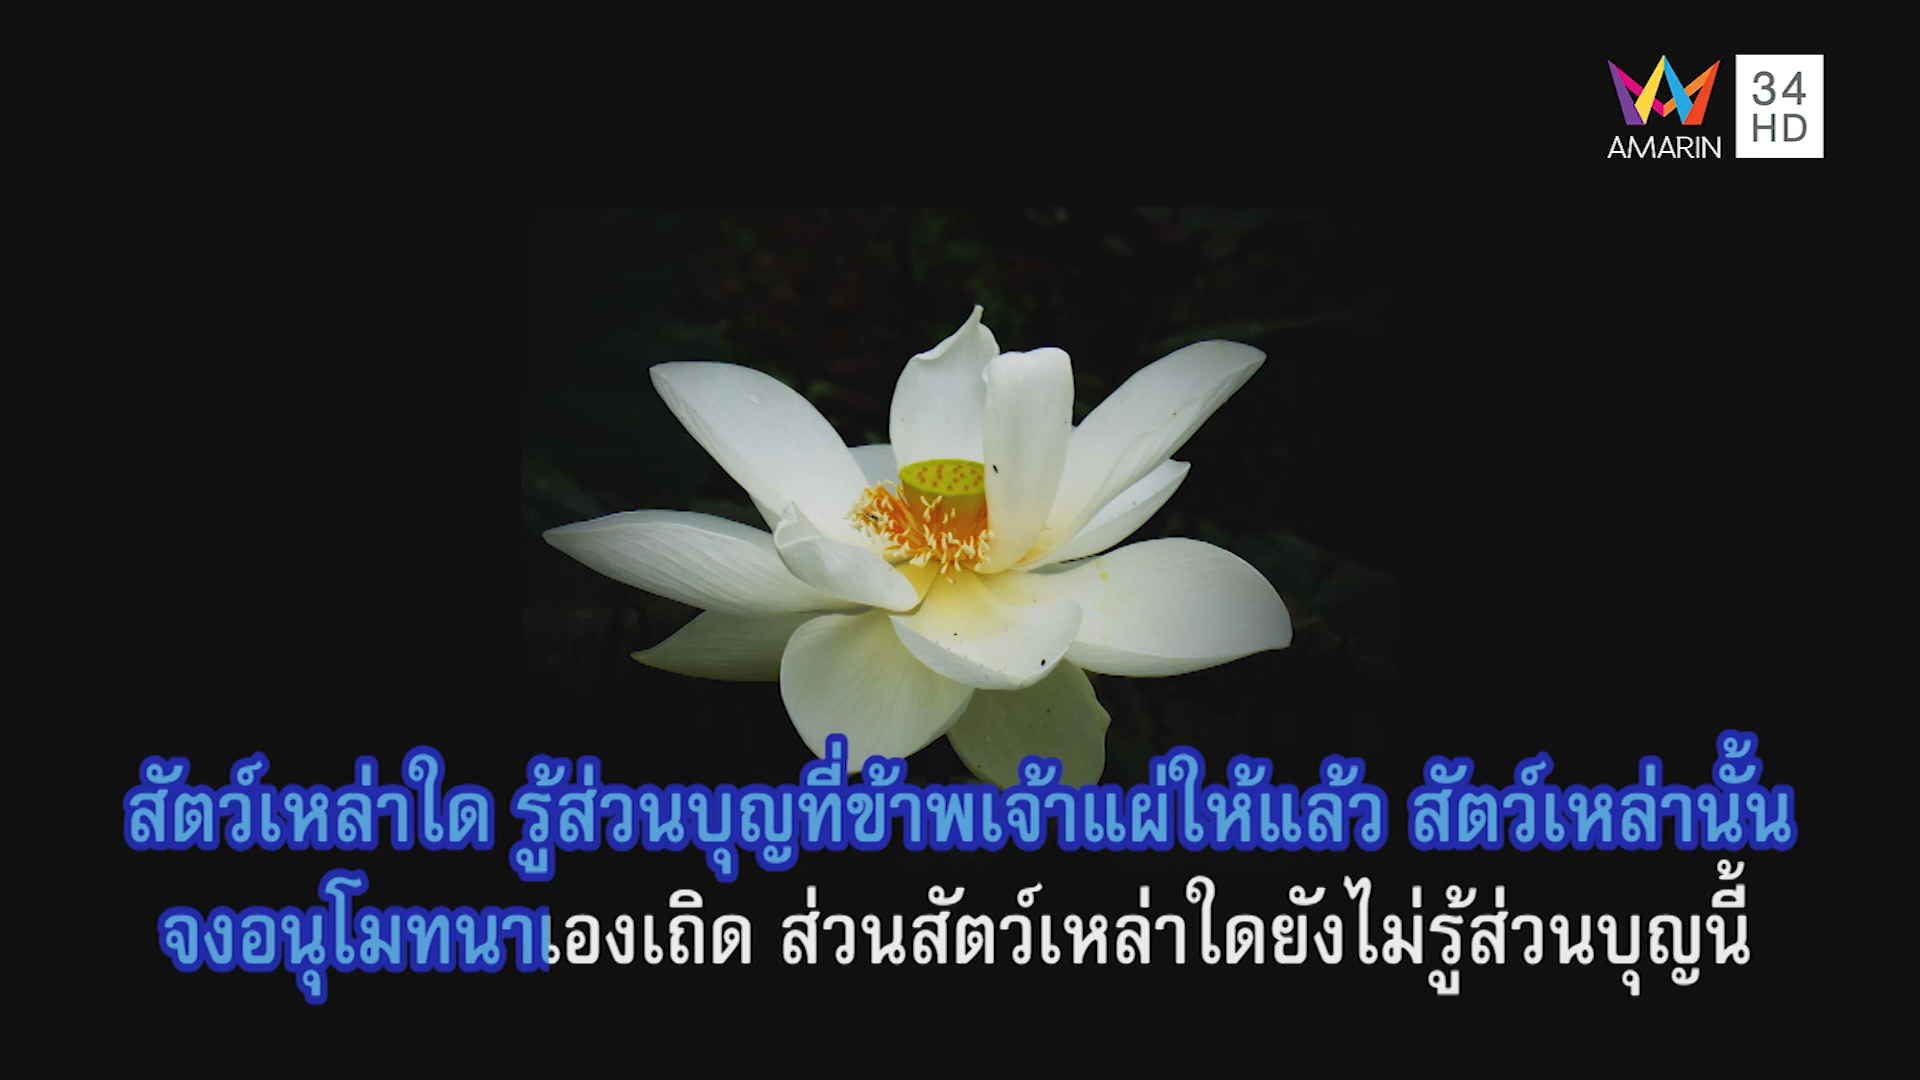 AMARIN
34
HD
สัตว์เหล่าใด รู้ส่วนบุญที่ข้าพเจ้าแผ่ให้แล้ว สัตว์เหล่านั้น
จงอนุโมทนาเองเถิด ส่วนสัตว์เหล่าใดยังไม่รู้ส่วนบุญนี้